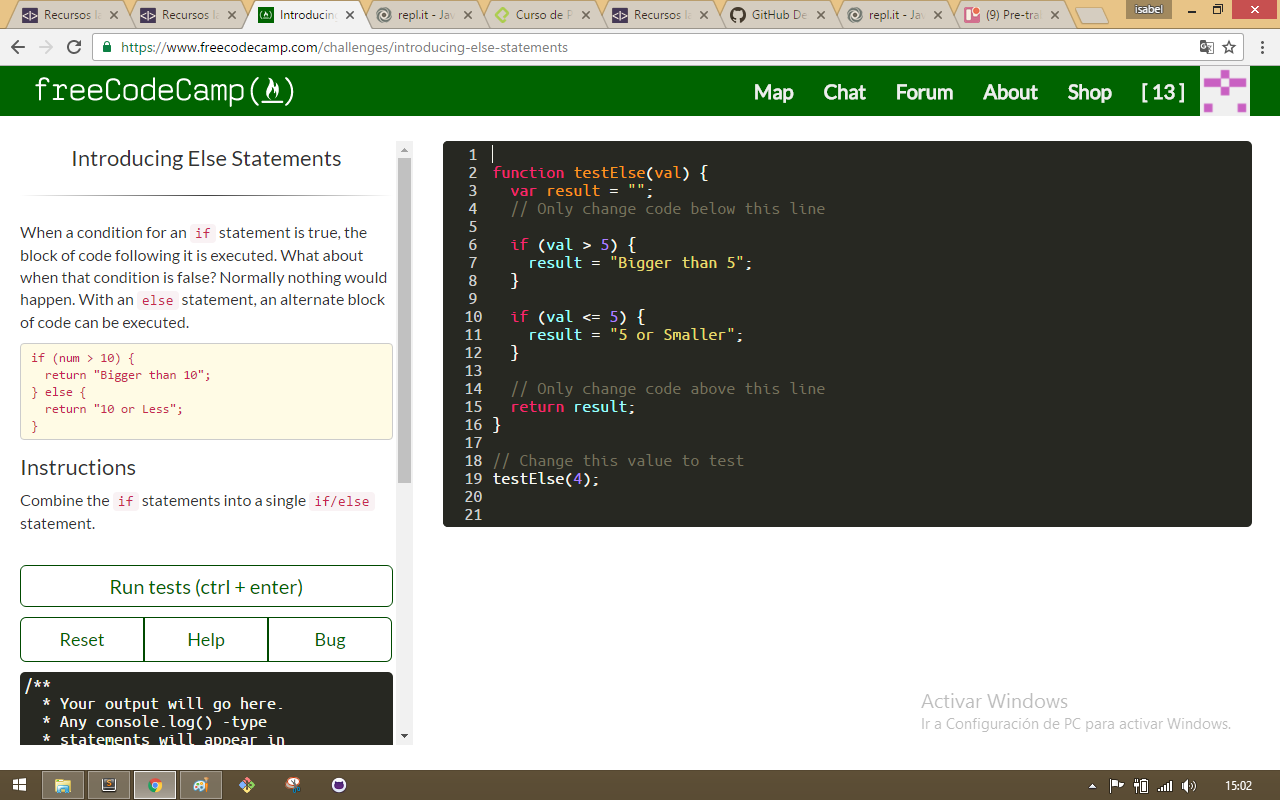 Recursos la
Recursos la
Introducin
repl.it - Jav
Curso de P
Recursos la
GitHub De
repl.it - Jav
(9) Pre-tra
isabel
https://www.freecodecamp.com/challenges/introducing-else-statements
freeCodeCamp
Map
Chat
Forum
About
Shop
[ 13 ]
Introducing Else Statements
When a condition for an if statement is true, the
block of code following it is executed. What about
when that condition is false? Normally nothing would
happen. With an else statement, an alternate block
of code can be executed.
if (num > 10) {
  return "Bigger than 10";
} else {
  return "10 or Less";
}
Instructions
Combine the if statements into a single if/else
statement.
Run tests (ctrl + enter)
Reset
Help
Bug
/**
  * Your output will go here.
  * Any console.log() -type
  * statements will appear in
1
2 function testElse(val) {
3   var result = "";
4   // Only change code below this line
5
6   if (val > 5) {
7     result = "Bigger than 5";
8   }
9
10   if (val <= 5) {
11     result = "5 or Smaller";
12   }
13
14   // Only change code above this line
15   return result;
16 }
17
18 // Change this value to test
19 testElse(4);
20
21
Activar Windows
Ir a Configuración de PC para activar Windows.
15:02